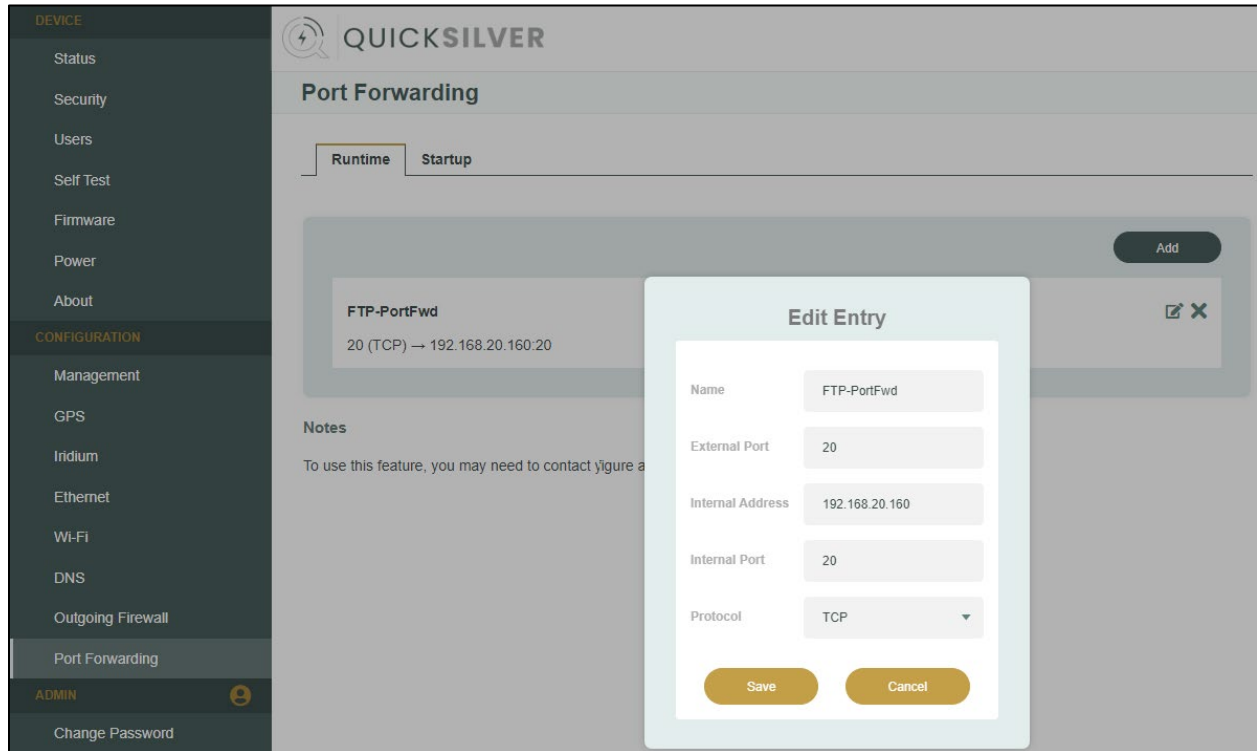 DEVICE
Status
Security
Users
Self Test
Firmware
Power
About
CONFIGURATION
Management
GPS
Iridium
Ethernet
Wi-Fi
DNS
Outgoing Firewall
Port Forwarding
ADMIN
Change Password
QUICKSILVER
Port Forwarding
Runtime Startup
Add
FTP-PortFwd
20 (TCP) → 192.168.20.160:20
Notes
To use this feature, you may need to contact
Edit Entry
Name FTP-PortFwd
External Port 20
Internal Address 192.168.20.160
Internal Port 20
Protocol TCP
Save Cancel